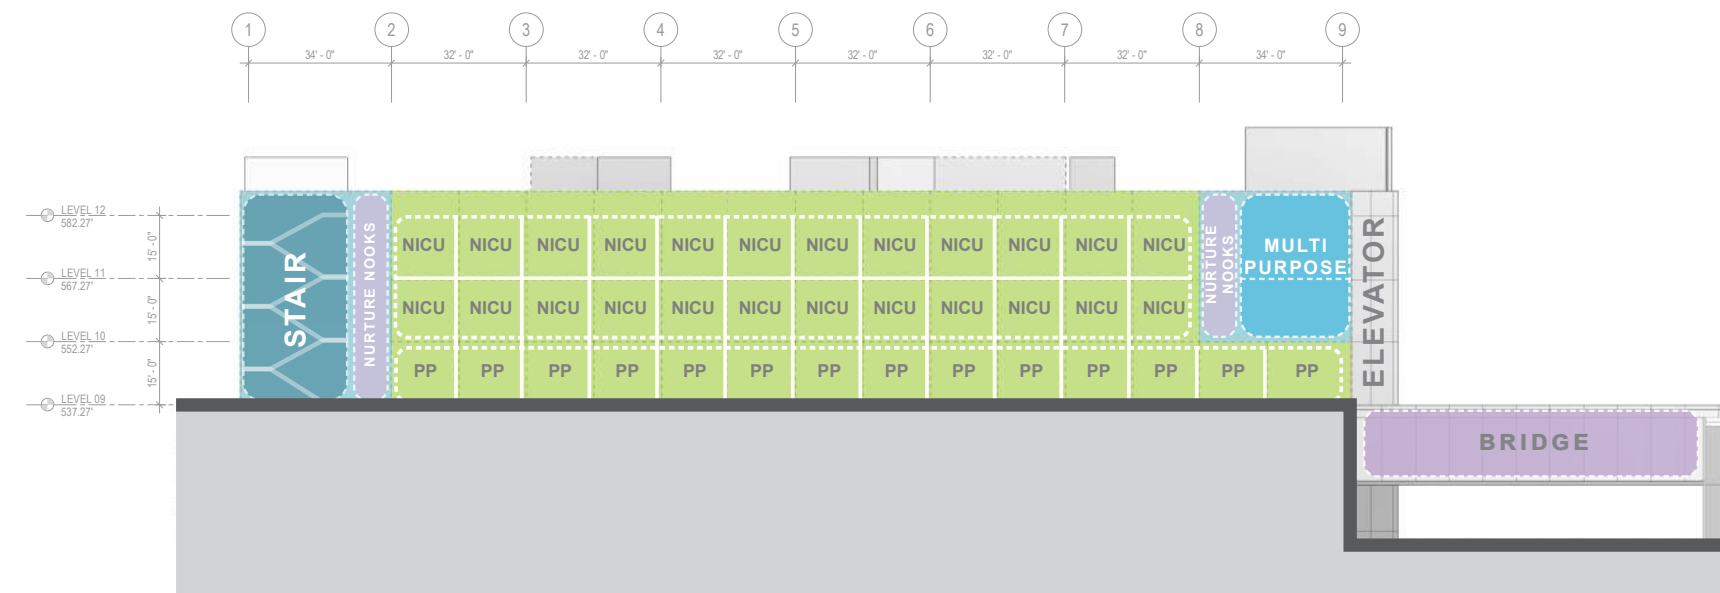 1 2 3 4 5 6 7 8 9
34' - 0" 32' - 0" 32' - 0" 32' - 0" 32' - 0" 32' - 0" 32' - 0" 34' - 0"
LEVEL 12
582.27'
15' - 0"
LEVEL 11
567.27'
15' - 0"
LEVEL 10
552.27'
15' - 0"
LEVEL 09
537.27'
STAIR
NURTURE NOOKS
NICU NICU NICU NICU NICU NICU NICU NICU NICU NICU NICU NICU
NICU NICU NICU NICU NICU NICU NICU NICU NICU NICU NICU NICU
PP PP PP PP PP PP PP PP PP PP PP PP PP PP
NURTURE
NOOKS
MULTI
PURPOSE
ELEVATOR
BRIDGE